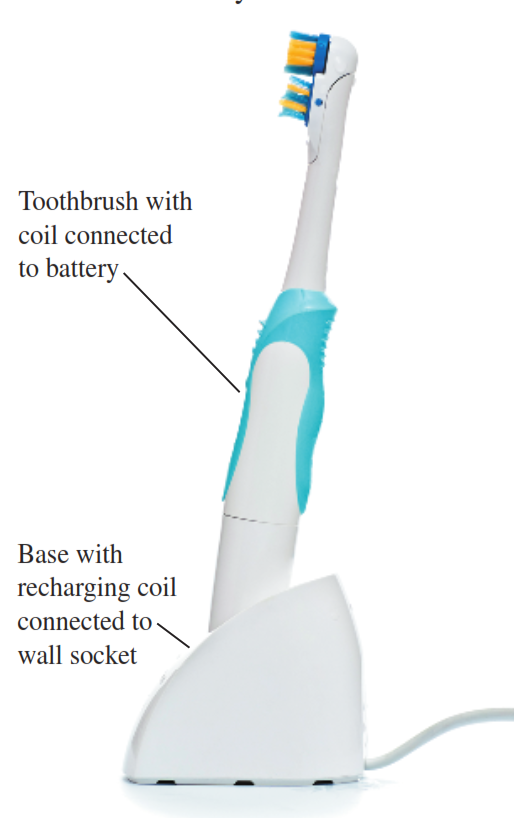 Toothbrush with
coil connected
to battery
Base with
recharging coil
connected to
wall socket